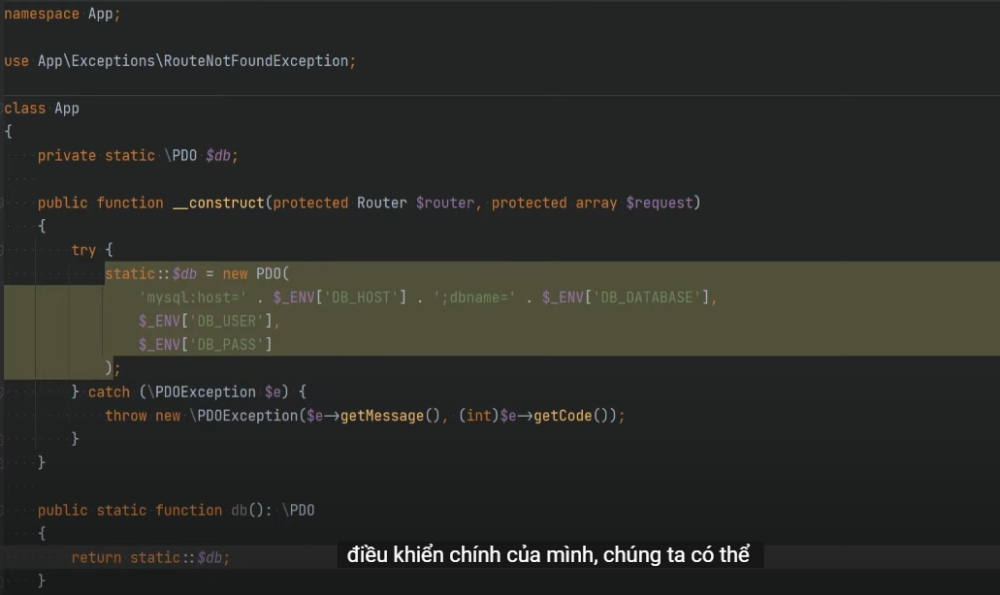 namespace App;
use App\Exceptions\RouteNotFoundException;
class App
{
private static \PDO $db;
public function __construct(protected Router $router, protected array $request)
{
try {
static::$db = new PDO(
'mysql:host=' . $_ENV['DB_HOST'] . ';dbname=' . $_ENV['DB_DATABASE'],
$_ENV['DB_USER'],
$_ENV['DB_PASS']
);
} catch (\PDOException $e) {
throw new \PDOException($e->getMessage(), (int)$e->getCode());
}
}
public static function db(): \PDO
{
return static::$db;
}
điều khiển chính của mình, chúng ta có thể